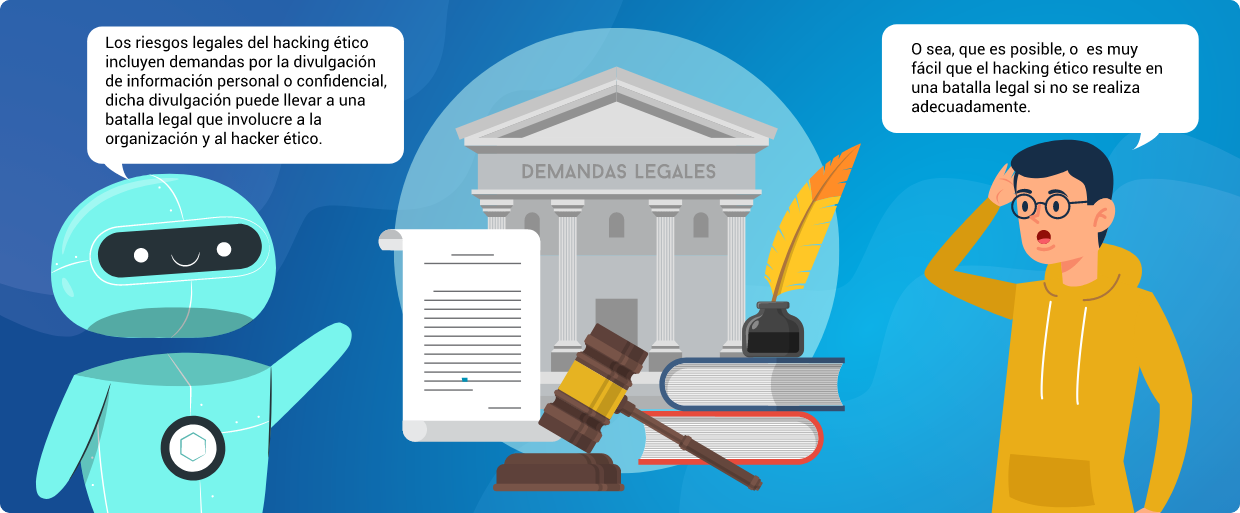 Los riesgos legales del hacking ético
incluyen demandas por la divulgación
de información personal o confidencial,
dicha divulgación puede llevar a una
batalla legal que involucre a la
organización y al hacker ético.
DEMANDAS LEGALES
O sea, que es posible, o  es muy
fácil que el hacking ético resulte en
una batalla legal si no se realiza
adecuadamente.